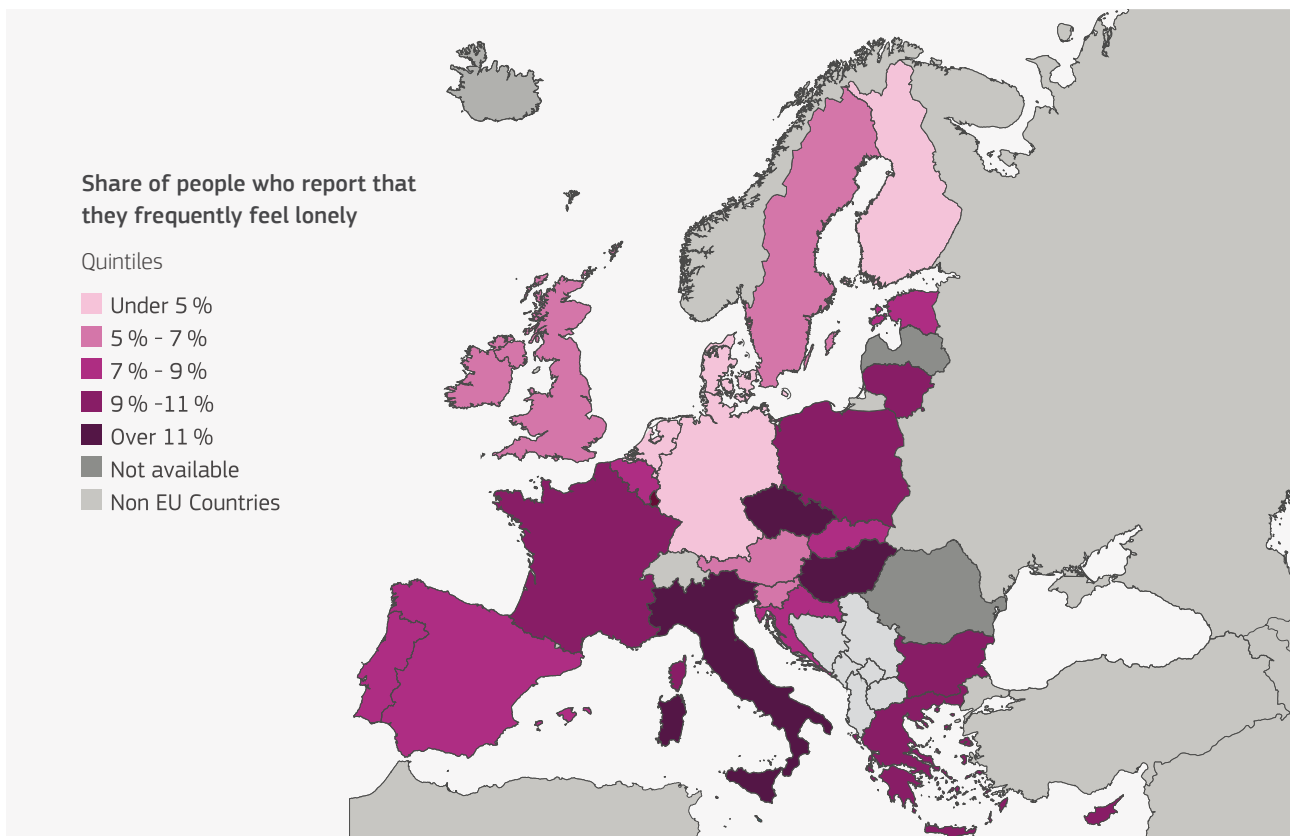 Share of people who report that
they frequently feel lonely
Quintiles
Under 5 %
5 % - 7 %
7 % - 9 %
9 % -11 %
Over 11 %
Not available
Non EU Countries